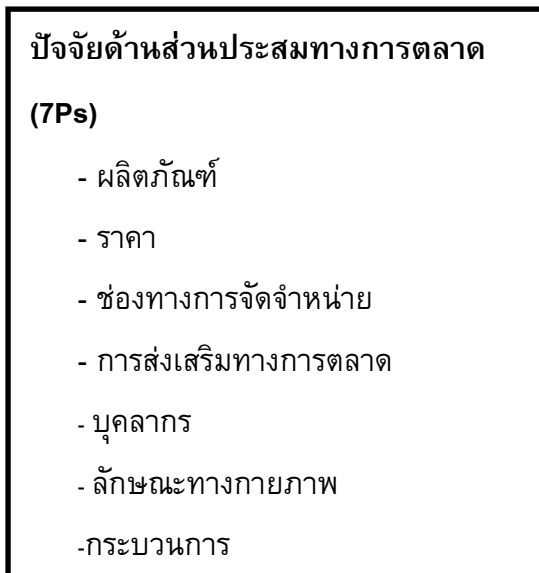 ปัจจัยด้านส่วนประสมทางการตลาด
(7Ps)
- ผลิตภัณฑ์
- ราคา
- ช่องทางการจัดจำหน่าย
- การส่งเสริมทางการตลาด
- บุคลากร
- ลักษณะทางกายภาพ
-กระบวนการ